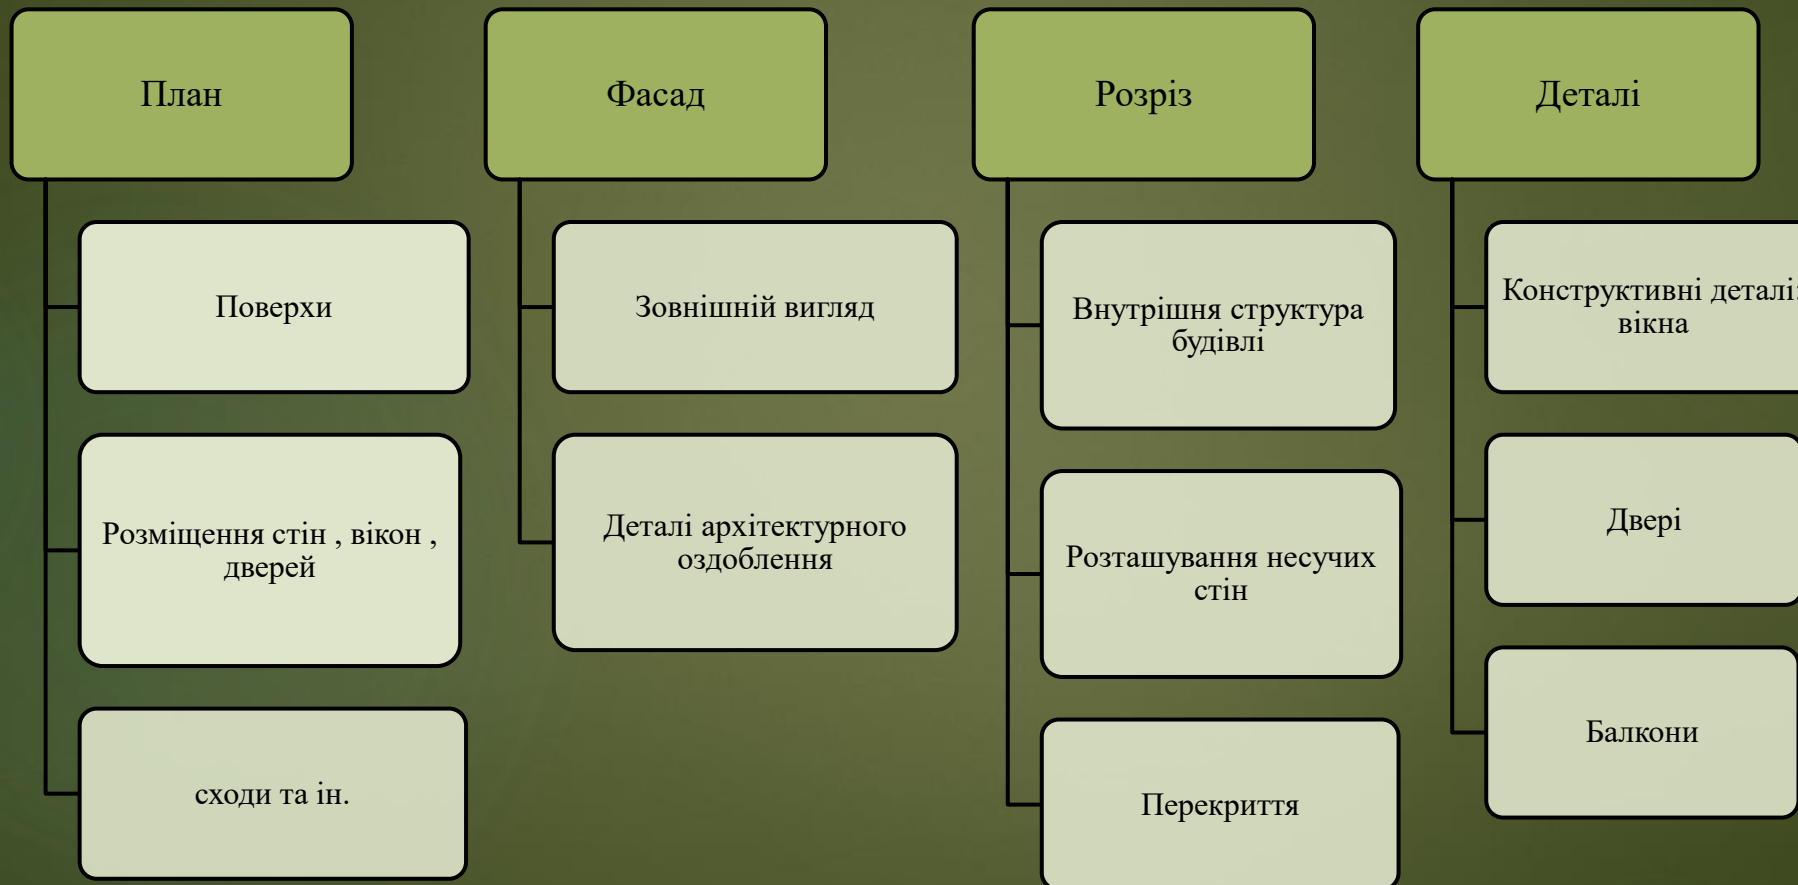 План
Поверхи
Розміщення стін , вікон ,
дверей
сходи та ін.
Фасад
Зовнішній вигляд
Деталі архітектурного
оздоблення
Розріз
Внутрішня структура
будівлі
Розташування несучих
стін
Перекриття
Деталі
Конструктивні деталі:
вікна
Двері
Балкони